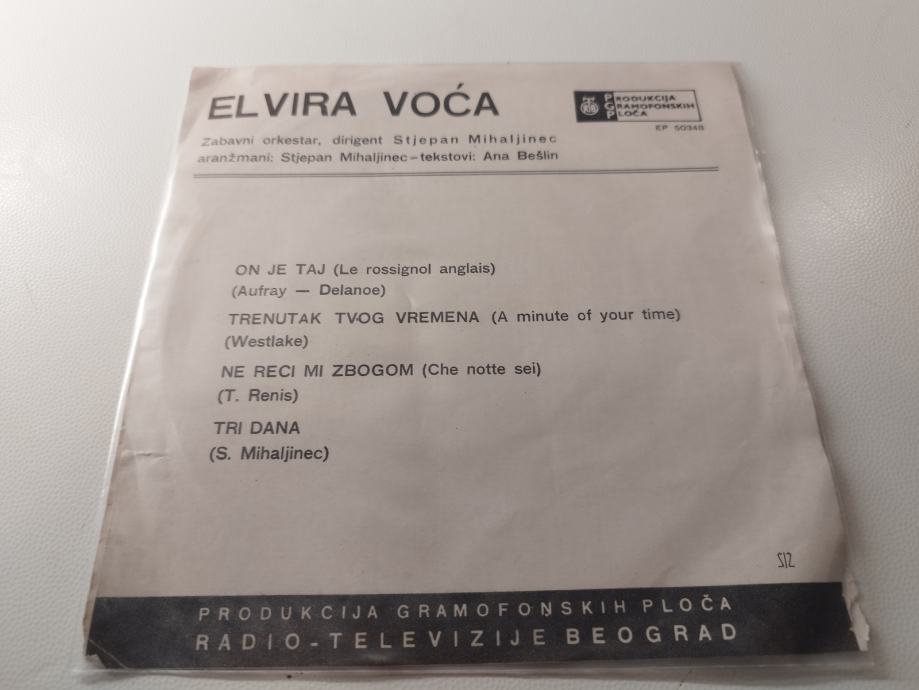 ELVIRA VOĆA
PGP
PRODUKCIJA
GRAMOFONSKIH
PLOČA
EP 50348
Zabavni orkestar, dirigent Stjepan Mihaljinec
aranžmani: Stjepan Mihaljinec – tekstovi: Ana Bešlin
ON JE TAJ (Le rossignol anglais)
(Aufray — Delanoe)
TRENUTAK TVOG VREMENA (A minute of your time)
(Westlake)
NE RECI MI ZBOGOM (Che notte sei)
(T. Renis)
TRI DANA
(S. Mihaljinec)
PRODUKCIJA GRAMOFONSKIH PLOČA
RADIO-TELEVIZIJE BEOGRAD